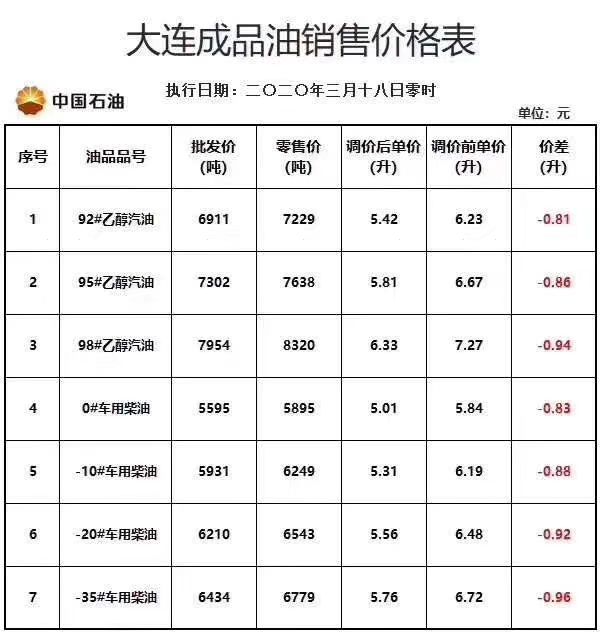 大连成品油销售价格表
中国石油
执行日期：二〇二〇年三月十八日零时
单位：元
序号 油品品号 批发价(吨) 零售价(吨) 调价后单价(升) 调价前单价(升) 价差(升)
1 92#乙醇汽油 6911 7229 5.42 6.23 -0.81
2 95#乙醇汽油 7302 7638 5.81 6.67 -0.86
3 98#乙醇汽油 7954 8320 6.33 7.27 -0.94
4 0#车用柴油 5595 5895 5.01 5.84 -0.83
5 -10#车用柴油 5931 6249 5.31 6.19 -0.88
6 -20#车用柴油 6210 6543 5.56 6.48 -0.92
7 -35#车用柴油 6434 6779 5.76 6.72 -0.96